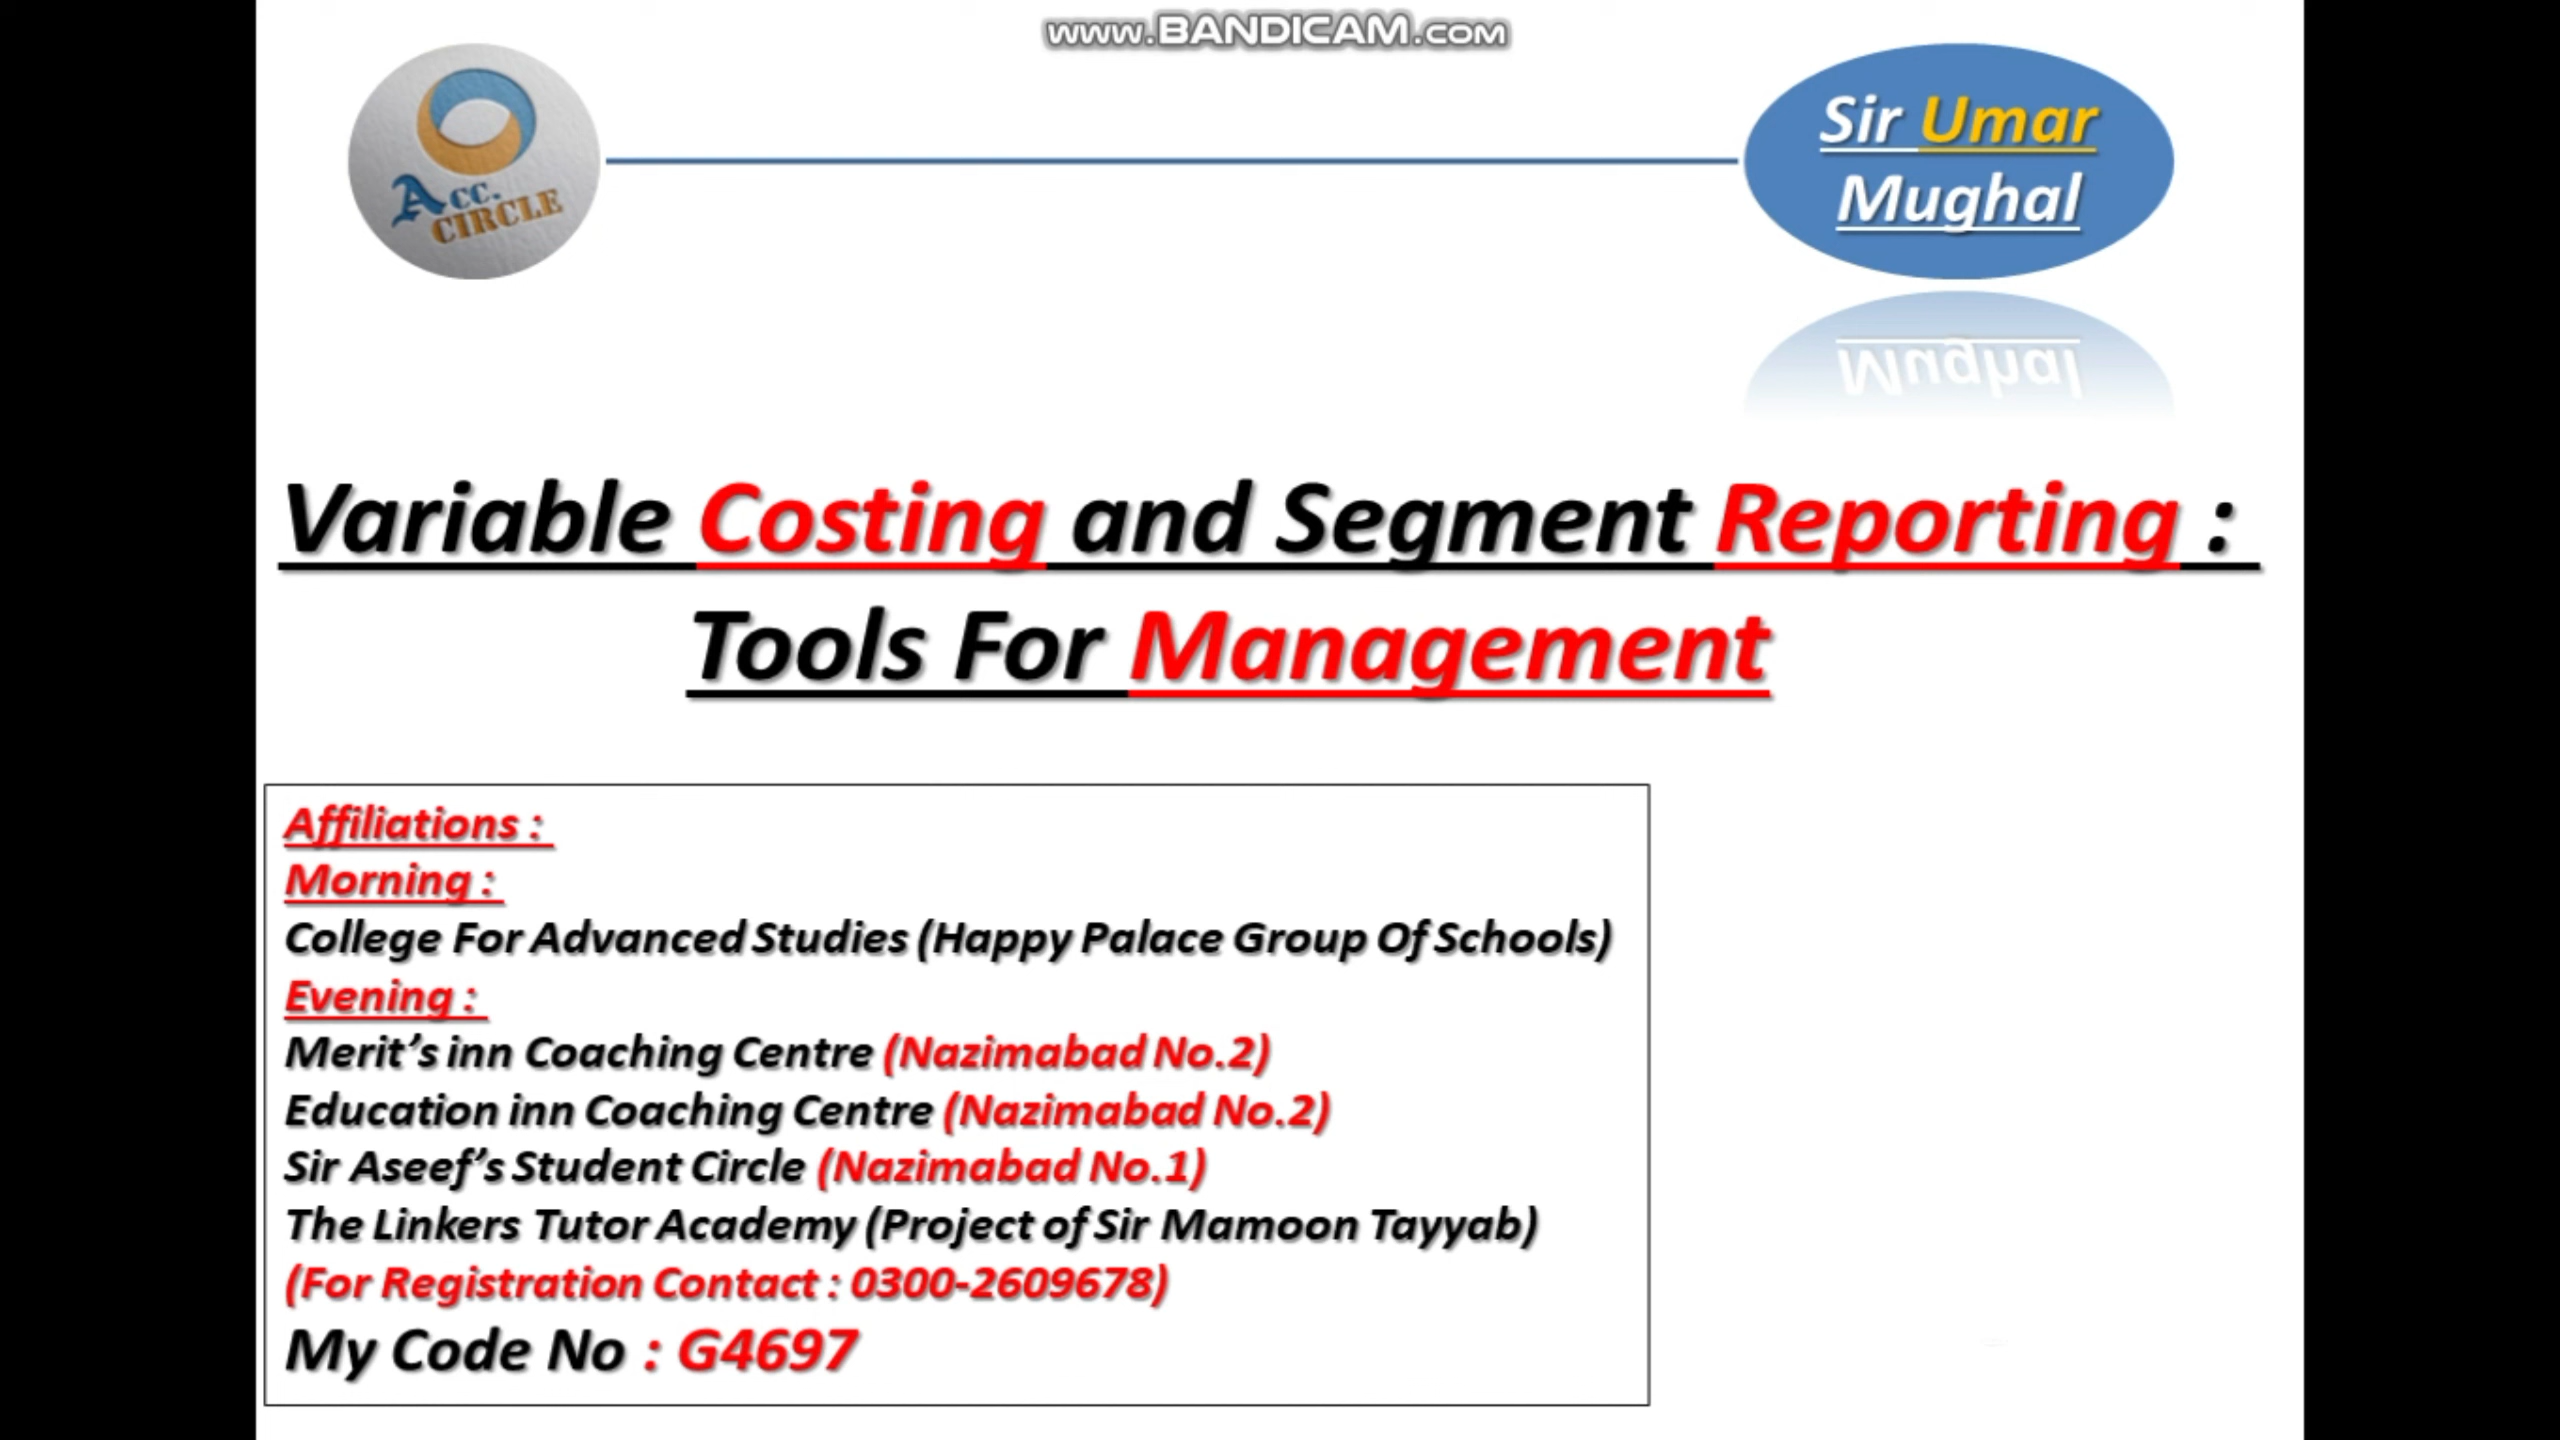 www.BANDICAM.com
Acc.
CIRCLE
Sir Umar
Mughal
Mughal
Variable Costing and Segment Reporting :
Tools For Management
Affiliations :
Morning :
College For Advanced Studies (Happy Palace Group Of Schools)
Evening :
Merit’s inn Coaching Centre (Nazimabad No.2)
Education inn Coaching Centre (Nazimabad No.2)
Sir Aseef’s Student Circle (Nazimabad No.1)
The Linkers Tutor Academy (Project of Sir Mamoon Tayyab)
(For Registration Contact : 0300-2609678)
My Code No : G4697